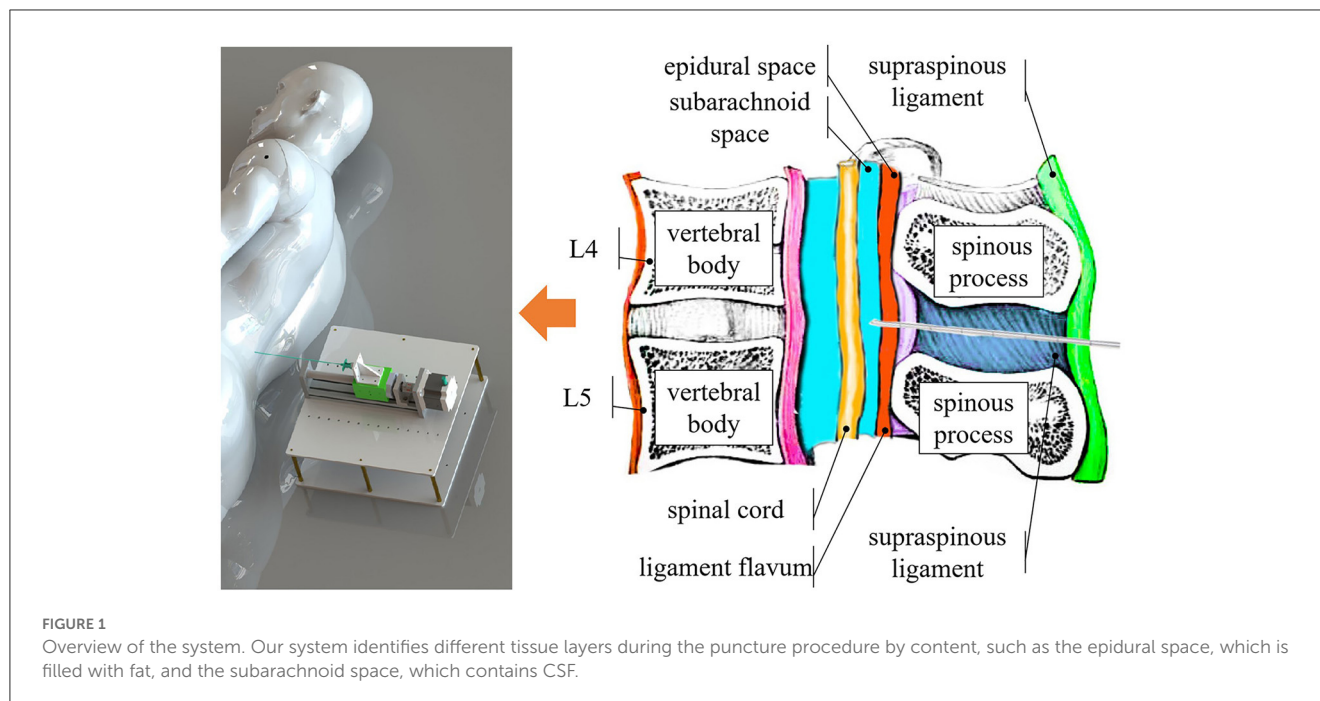 epidural space
subarachnoid
space
supraspinous
ligament
L4
vertebral
body
spinous
process
L5
vertebral
body
spinous
process
spinal cord
ligament flavum
supraspinous
ligament
FIGURE 1
Overview of the system. Our system identifies different tissue layers during the puncture procedure by content, such as the epidural space, which is
filled with fat, and the subarachnoid space, which contains CSF.